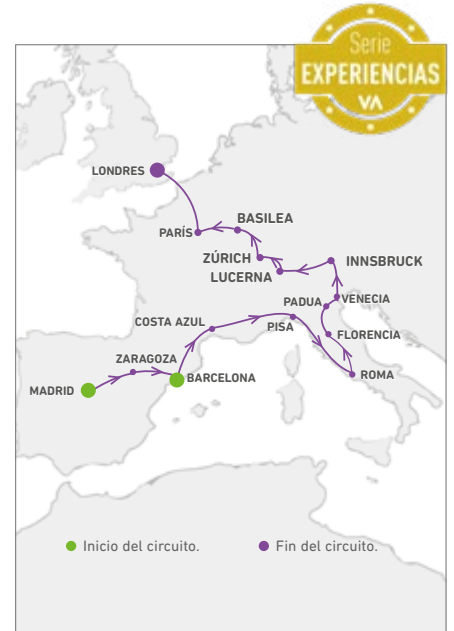 Serie
EXPERIENCIAS
VA
LONDRES
PARÍS
BASILEA
ZÚRICH
LUCERNA
INNSBRUCK
PADUA
VENECIA
COSTA AZUL
PISA
FLORENCIA
ZARAGOZA
ROMA
MADRID
BARCELONA
Inicio del circuito.
Fin del circuito.